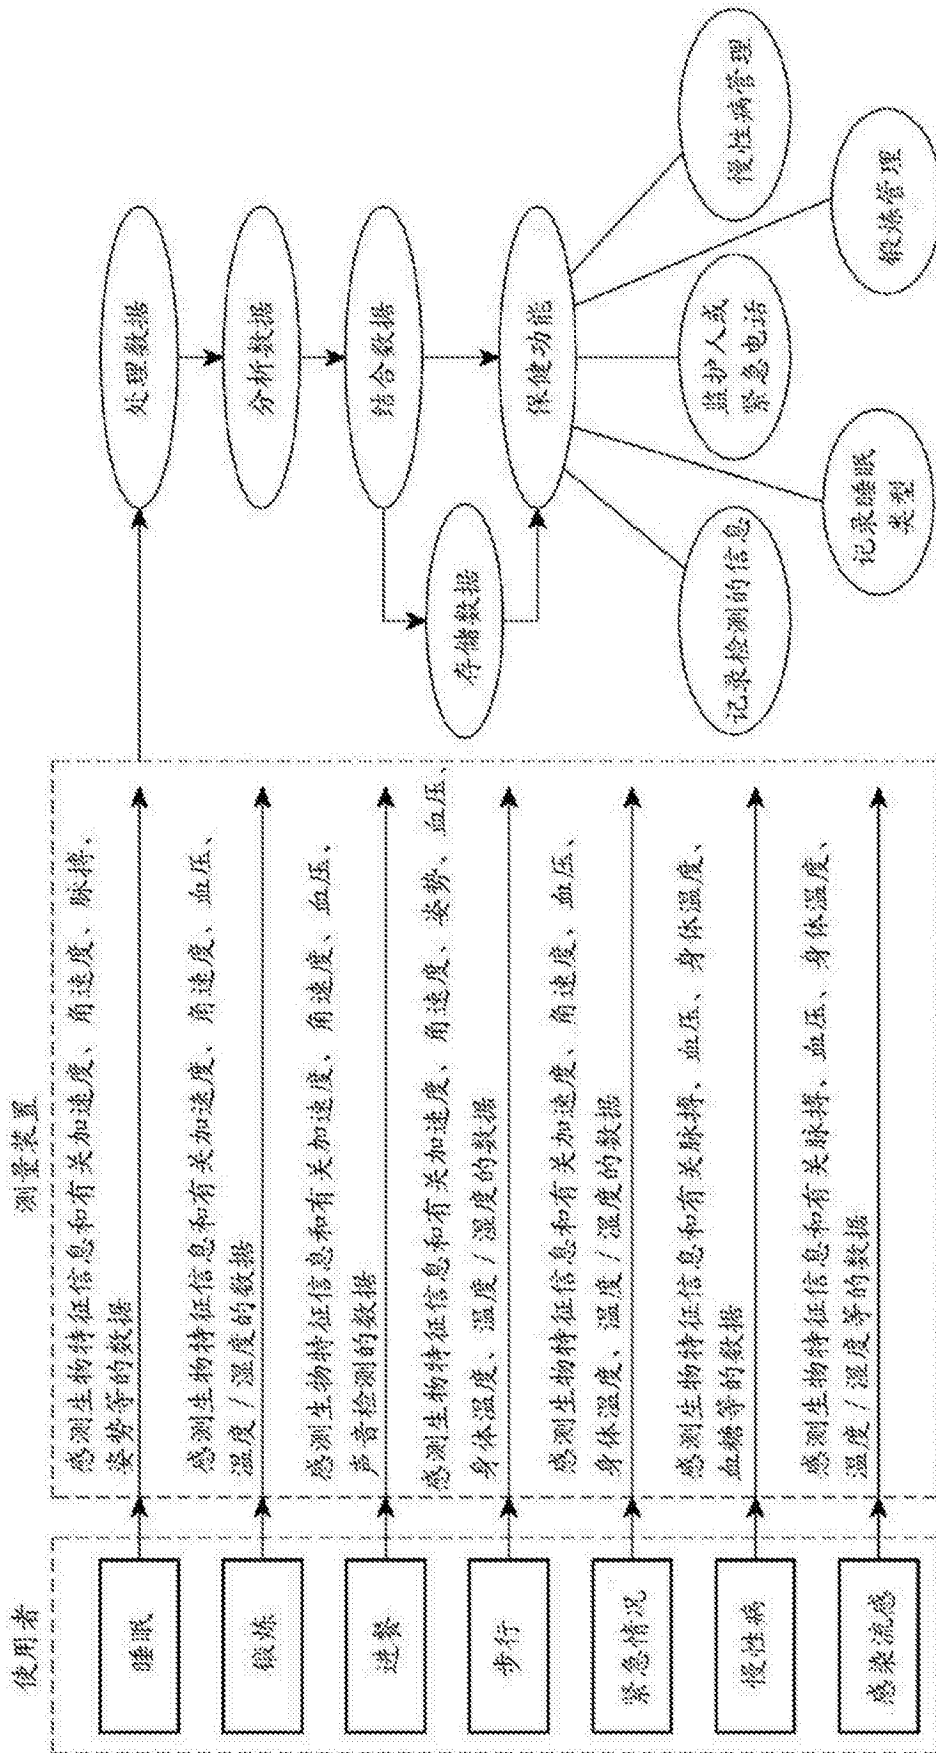 使用者
测量装置
睡眠
感测生物特征信息和有关加速度、角速度、脉搏、
姿势等的数据
锻炼
感测生物特征信息和有关加速度、角速度、血压、
温度/湿度的数据
进餐
感测生物特征信息和有关加速度、角速度、血压、
声音检测的数据
步行
感测生物特征信息和有关加速度、角速度、姿势、血压、
身体温度、温度/湿度的数据
紧急情况
感测生物特征信息和有关加速度、角速度、血压、
身体温度、温度/湿度的数据
慢性病
感测生物特征信息和有关脉搏、血压、身体温度、
血糖等的数据
感染流感
感测生物特征信息和有关脉搏、血压、身体温度、
温度/湿度等的数据
处理数据
分析数据
结合数据
存储数据
保健功能
记录检测的信息
记录睡眠
类型
监护人或
紧急电话
锻炼管理
慢性病管理